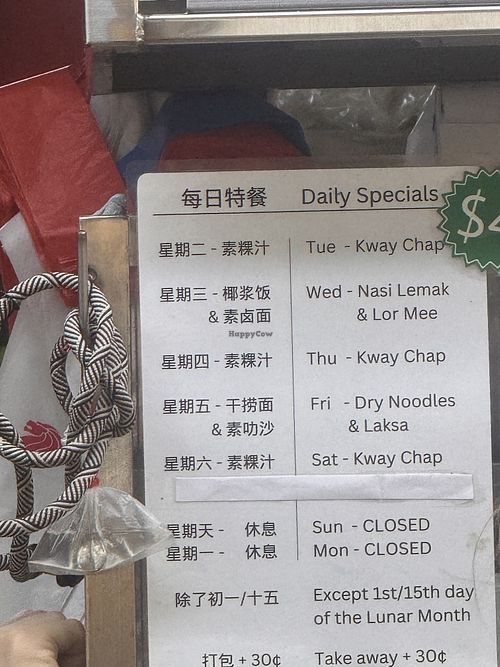 每日特餐 Daily Specials
$
星期二 - 素粿汁 Tue - Kway Chap
星期三 - 椰浆饭 Wed - Nasi Lemak
& 素卤面 & Lor Mee
HappyCow
星期四 - 素粿汁 Thu - Kway Chap
星期五 - 干捞面 Fri - Dry Noodles
& 素叻沙 & Laksa
星期六 - 素粿汁 Sat - Kway Chap
星期天 - 休息 Sun - CLOSED
星期一 - 休息 Mon - CLOSED
除了初一/十五 Except 1st/15th day
of the Lunar Month
打包 + 30¢ Take away + 30¢